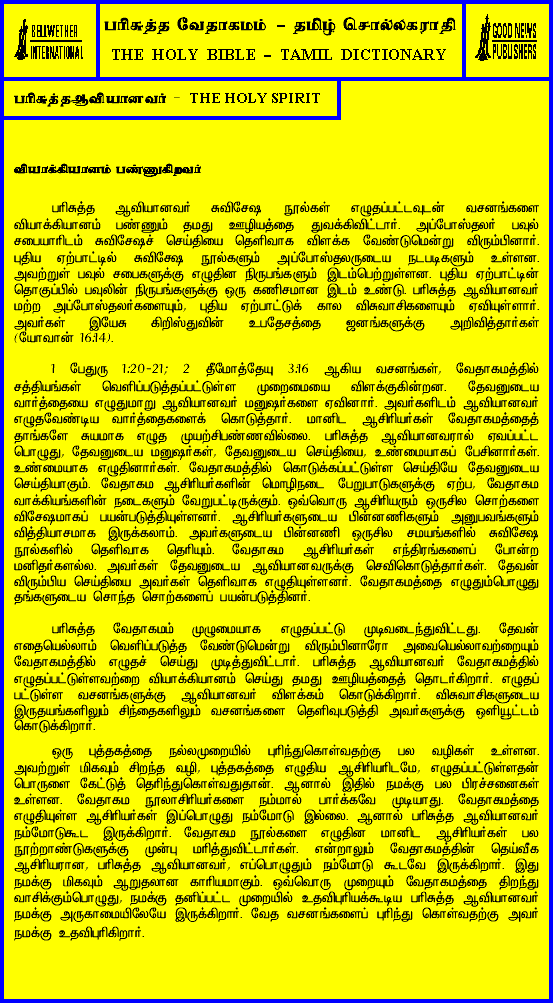 BELLWETHER
INTERNATIONAL
பரிசுத்த வேதாகமம் – தமிழ் சொல்லகராதி
THE HOLY BIBLE – TAMIL DICTIONARY
GOOD NEWS
PUBLISHERS
பரிசுத்தஆவியானவர் – THE HOLY SPIRIT
வியாக்கியானம் பண்ணுகிறவர்
பரிசுத்த ஆவியானவர் சுவிசேஷ நூல்கள் எழுதப்பட்டவுடன் வசனங்களை
வியாக்கியானம் பண்ணும் தமது ஊழியத்தை துவக்கிவிட்டார். அப்போஸ்தலர் பவுல்
சபையாரிடம் சுவிசேஷச் செய்தியை தெளிவாக விளக்க வேண்டுமென்று விரும்பினார்.
புதிய ஏற்பாட்டில் சுவிசேஷ நூல்களும் அப்போஸ்தலருடைய நடபடிகளும் உள்ளன.
அவற்றுள் பவுல் சபைகளுக்கு எழுதின நிருபங்களும் இடம்பெற்றுள்ளன. புதிய ஏற்பாட்டின்
தொகுப்பில் பவுலின் நிருபங்களுக்கு ஒரு கணிசமான இடம் உண்டு. பரிசுத்த ஆவியானவர்
மற்ற அப்போஸ்தலர்களையும், புதிய ஏற்பாட்டுக் கால விசுவாசிகளையும் ஏவியுள்ளார்.
அவர்கள் இயேசு கிறிஸ்துவின் உபதேசத்தை ஜனங்களுக்கு அறிவித்தார்கள்
(யோவான் 16:14).
1 பேதுரு 1:20-21; 2 தீமோத்தேயு 3:16 ஆகிய வசனங்கள், வேதாகமத்தில்
சத்தியங்கள் வெளிப்படுத்தப்பட்டுள்ள முறைமையை விளக்குகின்றன. தேவனுடைய
வார்த்தையை எழுதுமாறு ஆவியானவர் மனுஷர்களை ஏவினார். அவர்களிடம் ஆவியானவர்
எழுதவேண்டிய வார்த்தைகளைக் கொடுத்தார். மானிட ஆசிரியர்கள் வேதாகமத்தைத்
தாங்களே சுயமாக எழுத முயற்சிபண்ணவில்லை. பரிசுத்த ஆவியானவரால் ஏவப்பட்ட
பொழுது, தேவனுடைய மனுஷர்கள், தேவனுடைய செய்தியை, உண்மையாகப் பேசினார்கள்.
உண்மையாக எழுதினார்கள். வேதாகமத்தில் கொடுக்கப்பட்டுள்ள செய்தியே தேவனுடைய
செய்தியாகும். வேதாகம ஆசிரியர்களின் மொழிநடை பேறுபாடுகளுக்கு ஏற்ப, வேதாகம
வாக்கியங்களின் நடைகளும் வேறுபட்டிருக்கும். ஒவ்வொரு ஆசிரியரும் ஒருசில சொற்களை
விசேஷமாகப் பயன்படுத்தியுள்ளனர். ஆசிரியர்களுடைய பின்னணிகளும் அனுபவங்களும்
வித்தியாசமாக இருக்கலாம். அவர்களுடைய பின்னணி ஒருசில சமயங்களில் சுவிசேஷ
நூல்களில் தெளிவாக தெரியும். வேதாகம ஆசிரியர்கள் எந்திரங்களைப் போன்ற
மனிதர்களல்ல. அவர்கள் தேவனுடைய ஆவியானவருக்கு செவிகொடுத்தார்கள். தேவன்
விரும்பிய செய்தியை அவர்கள் தெளிவாக எழுதியுள்ளனர். வேதாகமத்தை எழுதும்பொழுது
தங்களுடைய சொந்த சொற்களைப் பயன்படுத்தினர்.
பரிசுத்த வேதாகமம் முழுமையாக எழுதப்பட்டு முடிவடைந்துவிட்டது. தேவன்
எதையெல்லாம் வெளிப்படுத்த வேண்டுமென்று விரும்பினாரோ அவையெல்லாவற்றையும்
வேதாகமத்தில் எழுதச் செய்து முடித்துவிட்டார். பரிசுத்த ஆவியானவர் வேதாகமத்தில்
எழுதப்பட்டுள்ளவற்றை வியாக்கியானம் செய்து தமது ஊழியத்தைத் தொடர்கிறார். எழுதப்
பட்டுள்ள வசனங்களுக்கு ஆவியானவர் விளக்கம் கொடுக்கிறார். விசுவாசிகளுடைய
இருதயங்களிலும் சிந்தைகளிலும் வசனங்களை தெளிவுபடுத்தி அவர்களுக்கு ஒளியூட்டம்
கொடுக்கிறார்.
ஒரு புத்தகத்தை நல்லமுறையில் புரிந்துகொள்வதற்கு பல வழிகள் உள்ளன.
அவற்றுள் மிகவும் சிறந்த வழி, புத்தகத்தை எழுதிய ஆசிரியரிடமே, எழுதப்பட்டுள்ளதன்
பொருளை கேட்டுத் தெரிந்துகொள்வதுதான். ஆனால் இதில் நமக்கு பல பிரச்சனைகள்
உள்ளன. வேதாகம நூலாசிரியர்களை நம்மால் பார்க்கவே முடியாது. வேதாகமத்தை
எழுதியுள்ள ஆசிரியர்கள் இப்பொழுது நம்மோடு இல்லை. ஆனால் பரிசுத்த ஆவியானவர்
நம்மோடுகூட இருக்கிறார். வேதாகம நூல்களை எழுதின மானிட ஆசிரியர்கள் பல
நூற்றாண்டுகளுக்கு முன்பு மரித்துவிட்டார்கள். என்றாலும் வேதாகமத்தின் தெய்வீக
ஆசிரியரான, பரிசுத்த ஆவியானவர், எப்பொழுதும் நம்மோடு கூடவே இருக்கிறார். இது
நமக்கு மிகவும் ஆறுதலான காரியமாகும். ஒவ்வொரு முறையும் வேதாகமத்தை திறந்து
வாசிக்கும்பொழுது, நமக்கு தனிப்பட்ட முறையில் உதவிபுரியக்கூடிய பரிசுத்த ஆவியானவர்
நமக்கு அருகாமையிலேயே இருக்கிறார். வேத வசனங்களைப் புரிந்து கொள்வதற்கு அவர்
நமக்கு உதவிபுரிகிறார்.